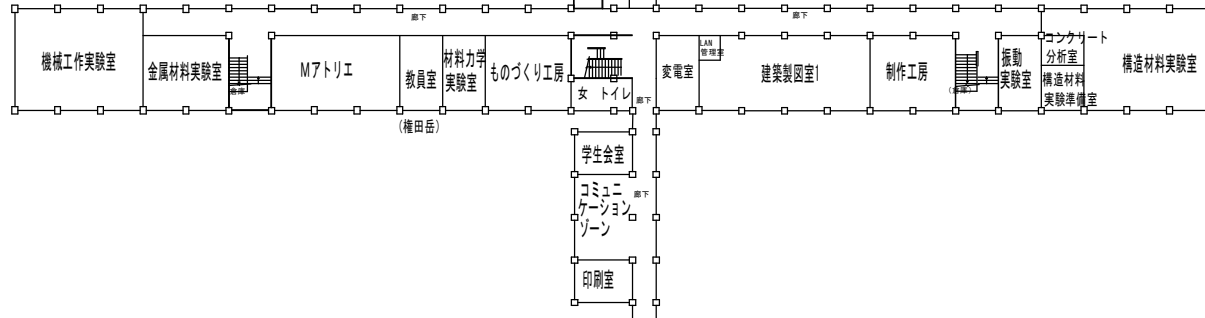 廊下
廊下
機械工作実験室
金属材料実験室
倉庫
Mアトリエ
教員室
材料力学
実験室
ものづくり工房
女 トイレ
廊下
変電室
LAN
管理室
建築製図室1
制作工房
(倉庫)
振動
実験室
コンクリート
分析室
構造材料
実験準備室
構造材料実験室
(権田岳)
学生会室
コミュニ
ケーション
ゾーン
廊下
印刷室